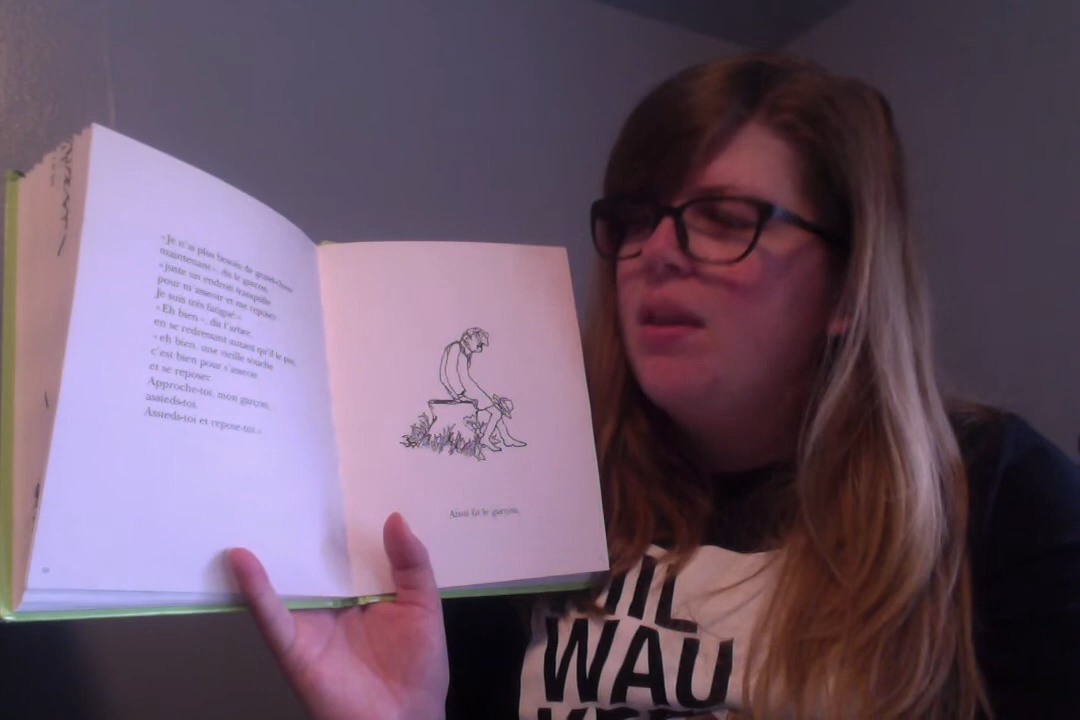 «Je n'ai plus besoin de grand-chose
maintenant», dit le garçon,
«juste un endroit tranquille
pour m'asseoir et me reposer.
Je suis très fatigué.»
«Eh bien», dit l'arbre,
en se redressant autant qu'il le put,
«eh bien, une vieille souche
c'est bien pour s'asseoir
et se reposer.
Approche-toi, mon garçon,
assieds-toi.
Assieds-toi et repose-toi.»
Ainsi fit le garçon.
WAU